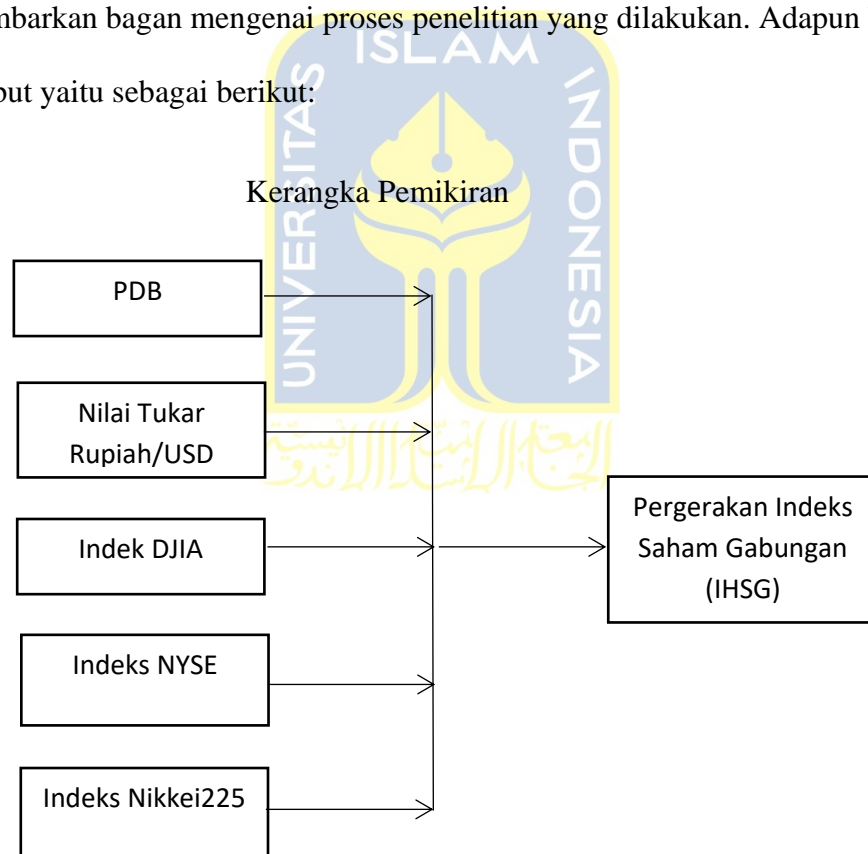 mbarkan bagan mengenai proses penelitian yang dilakukan. Adapun
but yaitu sebagai berikut:
ISLAM
UNIVERSITAS
INDONESIA
Kerangka Pemikiran
PDB
Nilai Tukar
Rupiah/USD
Indek DJIA
Indeks NYSE
Indeks Nikkei225
Pergerakan Indeks
Saham Gabungan
(IHSG)